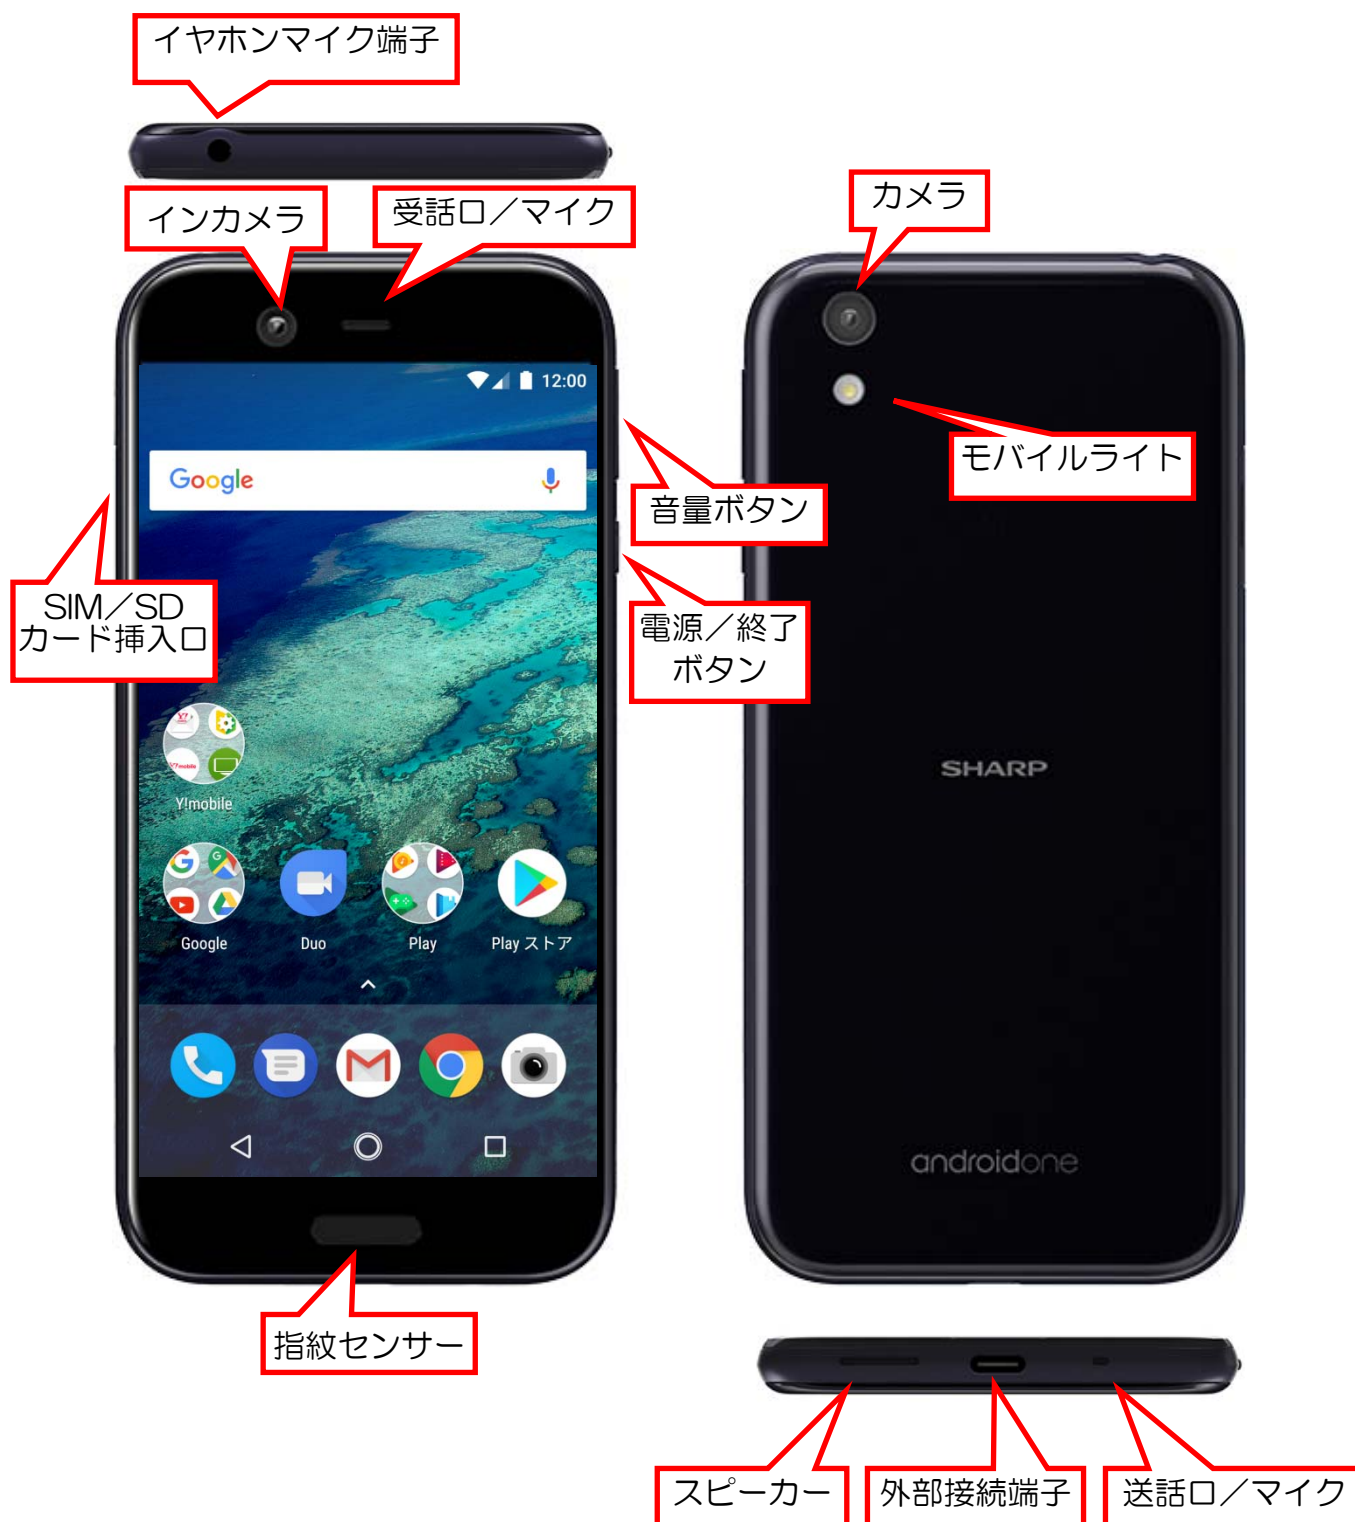 イヤホンマイク端子
インカメラ
受話口／マイク
カメラ
12:00
Google
モバイルライト
音量ボタン
SIM／SD
カード挿入口
電源／終了
ボタン
Y!mobile
SHARP
Google
Duo
Play
Play ストア
androidone
指紋センサー
スピーカー
外部接続端子
送話口／マイク